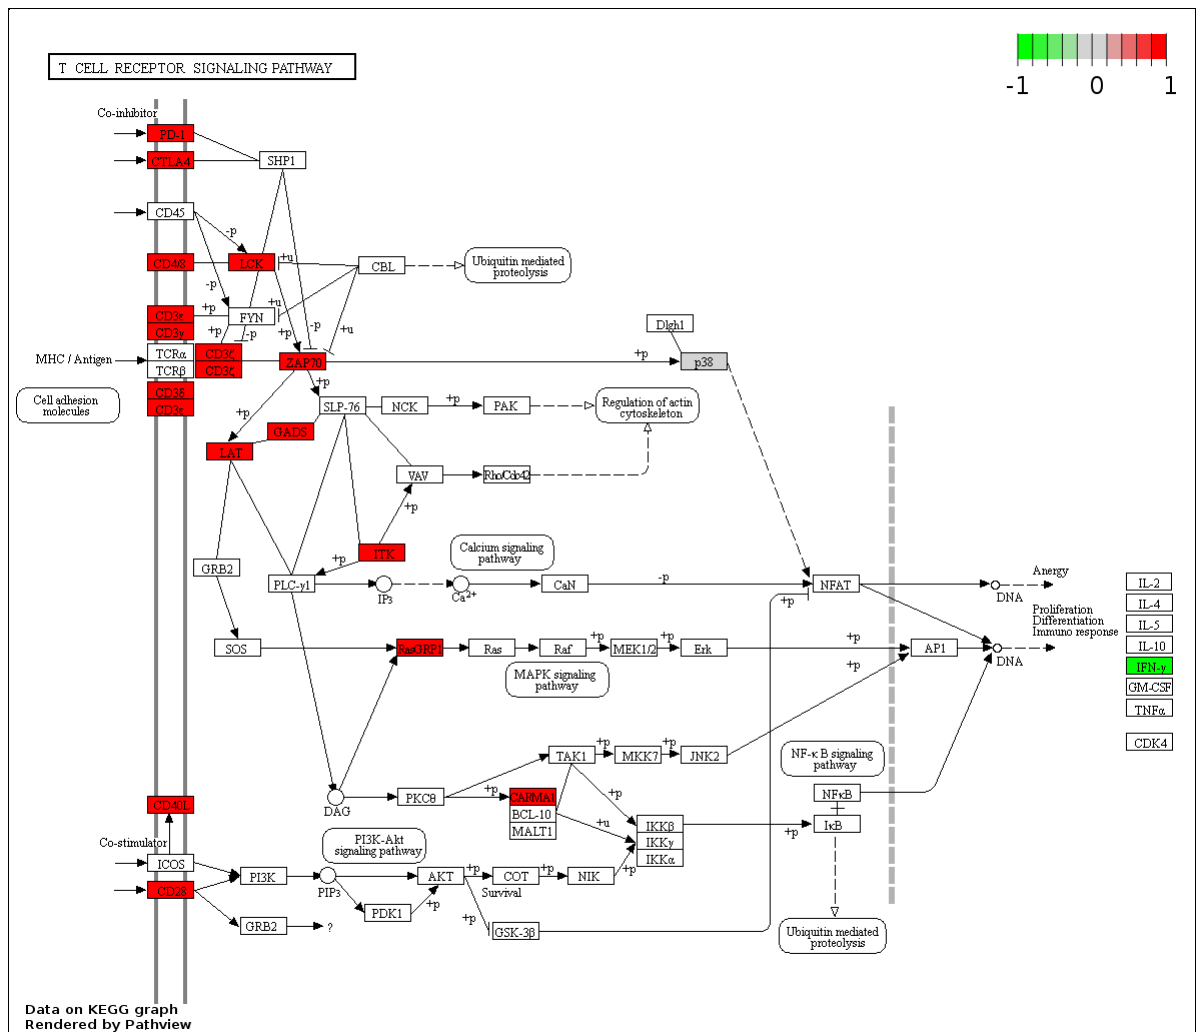 T CELL RECEPTOR SIGNALING PATHWAY
-1 0 1
Co-inhibitor
PD-1
CTLA4
SHP1
CD45
-p
CD4/8
LCK
+u
CBL
Ubiquitin mediated
proteolysis
-p
+u
CD3ε
+p
FYN
-p
+u
Dlgh1
CD3γ
+p
-p
+p
MHC / Antigen
TCRα
CD3ζ
ZAP70
+p
p38
TCRβ
CD3ζ
+p
Cell adhesion
molecules
CD3δ
CD3ε
+p
SLP-76
NCK
+p
PAK
Regulation of actin
cytoskeleton
GADS
LAT
VAV
Rho/Cdc42
+p
ITK
Calcium signaling
pathway
+p
GRB2
PLC-γ1
IP3
Ca2+
CaN
-p
NFAT
+p
Anergy
DNA
Proliferation
Differentiation
Immuno response
IL-2
IL-4
IL-5
IL-10
IFN-γ
GM-CSF
TNFα
CDK4
SOS
RasGRP1
Ras
Raf
+p
MEK1/2
+p
Erk
+p
AP1
DNA
+p
MAPK signaling
pathway
TAK1
+p
MKK7
+p
JNK2
NF-κB signaling
pathway
DAG
PKCθ
+p
CARMA1
+p
NFκB
BCL-10
+u
IKKβ
+p
IκB
MALT1
IKKγ
IKKα
CD40L
Co-stimulator
PI3K-Akt
signaling pathway
ICOS
PI3K
PIP3
AKT
+p
COT
+p
NIK
+p
CD28
Survival
PDK1
+p
+p
GRB2
?
GSK-3β
Ubiquitin mediated
proteolysis
Data on KEGG graph
Rendered by Pathview